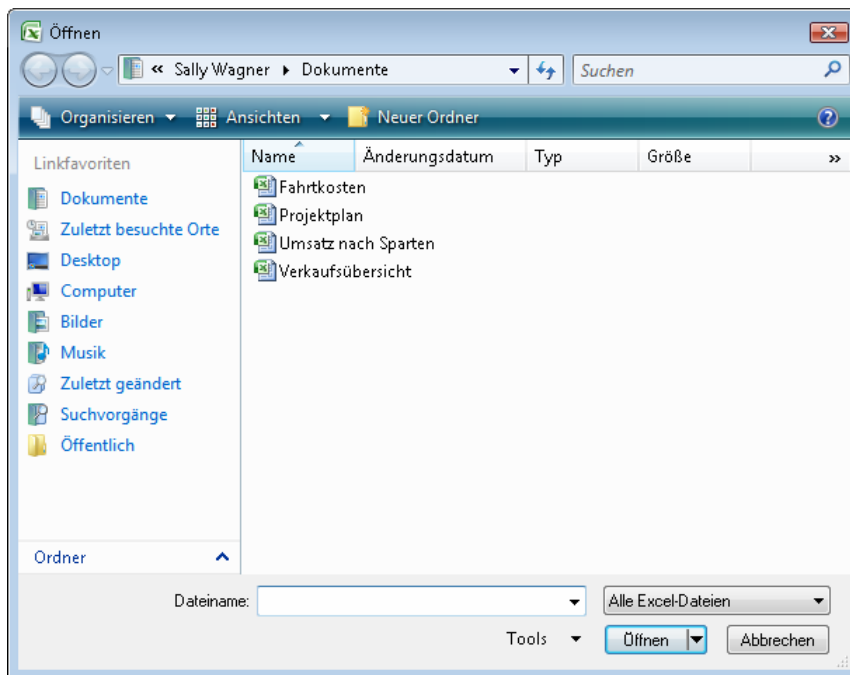 Öffnen
« Sally Wagner Dokumente Suchen
Organisieren Ansichten Neuer Ordner ?
Linkfavoriten
Dokumente
Zuletzt besuchte Orte
Desktop
Computer
Bilder
Musik
Zuletzt geändert
Suchvorgänge
Öffentlich
Ordner
Name Änderungsdatum Typ Größe »
Fahrtkosten
Projektplan
Umsatz nach Sparten
Verkaufsübersicht
Dateiname: Alle Excel-Dateien
Tools Öffnen Abbrechen